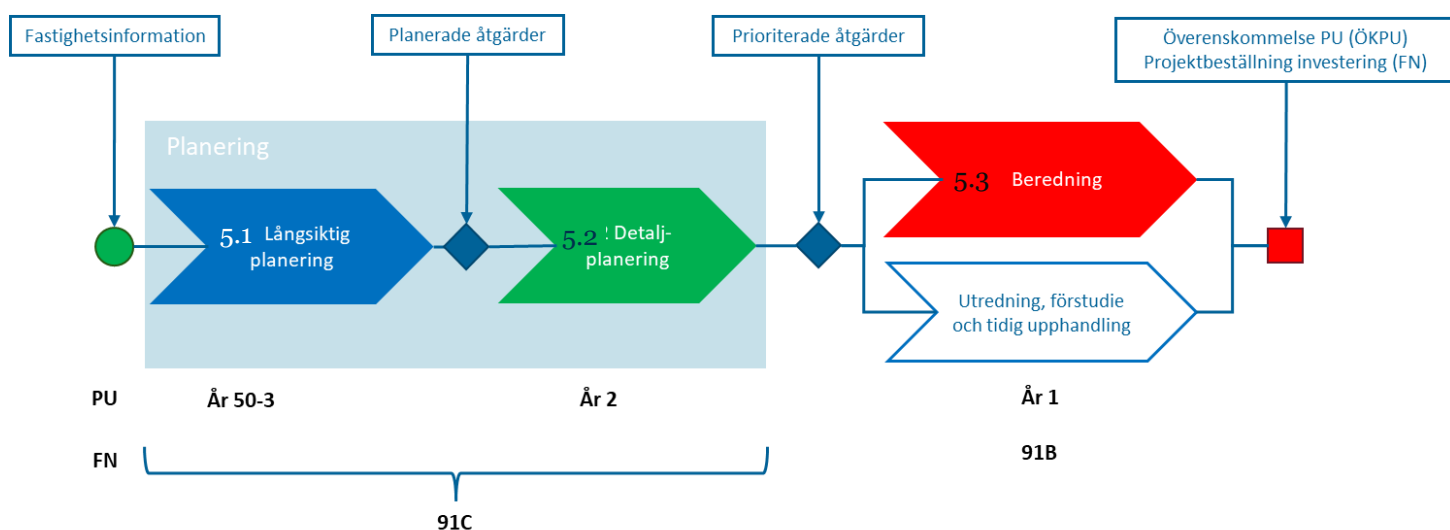 Fastighetsinformation
Planerade åtgärder
Prioriterade åtgärder
Överenskommelse PU (ÖKPU)
Projektbeställning investering (FN)
Planering
5.1 Långsiktig
planering
5.2 Detalj-
planering
5.3 Beredning
Utredning, förstudie
och tidig upphandling
PU
År 50-3
År 2
År 1
FN
91B
91C